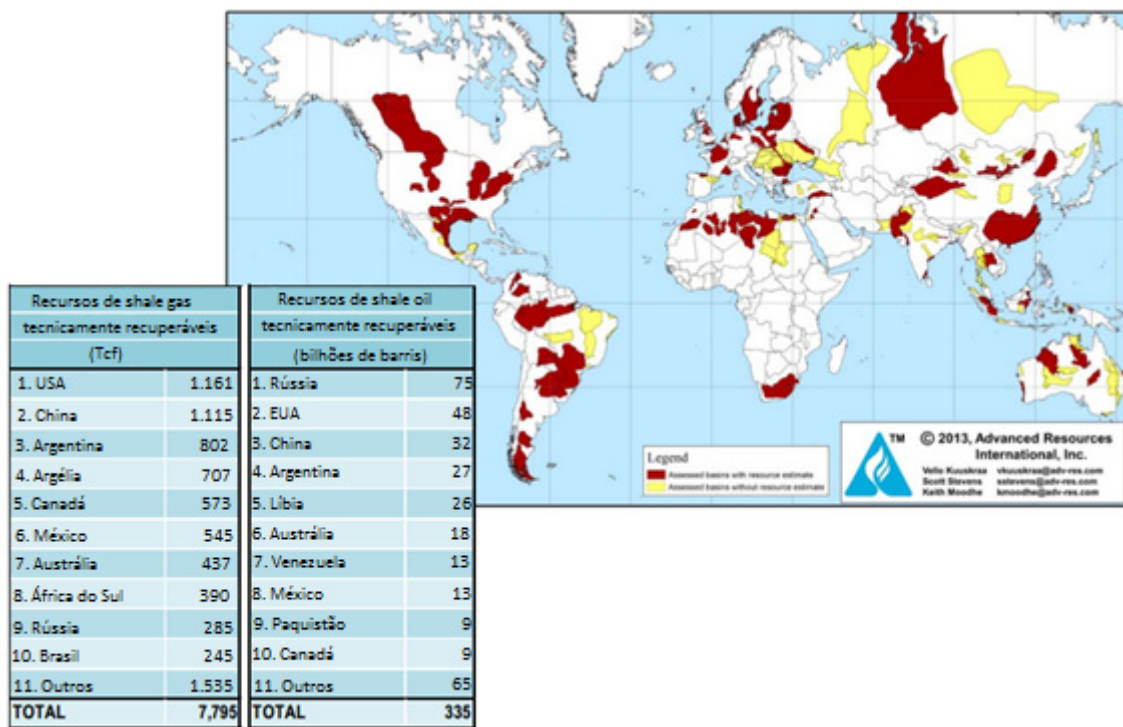 Recursos de shale gas
tecnicamente recuperáveis
(Tcf)
1. USA 1.161
2. China 1.115
3. Argentina 802
4. Argélia 707
5. Canadá 573
6. México 545
7. Austrália 437
8. África do Sul 390
9. Rússia 285
10. Brasil 245
11. Outros 1.535
TOTAL 7,795
Recursos de shale oil
tecnicamente recuperáveis
(bilhões de barris)
1. Rússia 75
2. EUA 48
3. China 32
4. Argentina 27
5. Líbia 26
6. Austrália 18
7. Venezuela 13
8. México 13
9. Paquistão 9
10. Canadá 9
11. Outros 65
TOTAL 335
Legend
Assessed basins with resource estimate
Assessed basins without resource estimate
TM
© 2013, Advanced Resources
International, Inc.
Vello Kuuskraa vkuuskraa@adv-res.com
Scott Stevens sstevens@adv-res.com
Keith Moodhe kmoodhe@adv-res.com